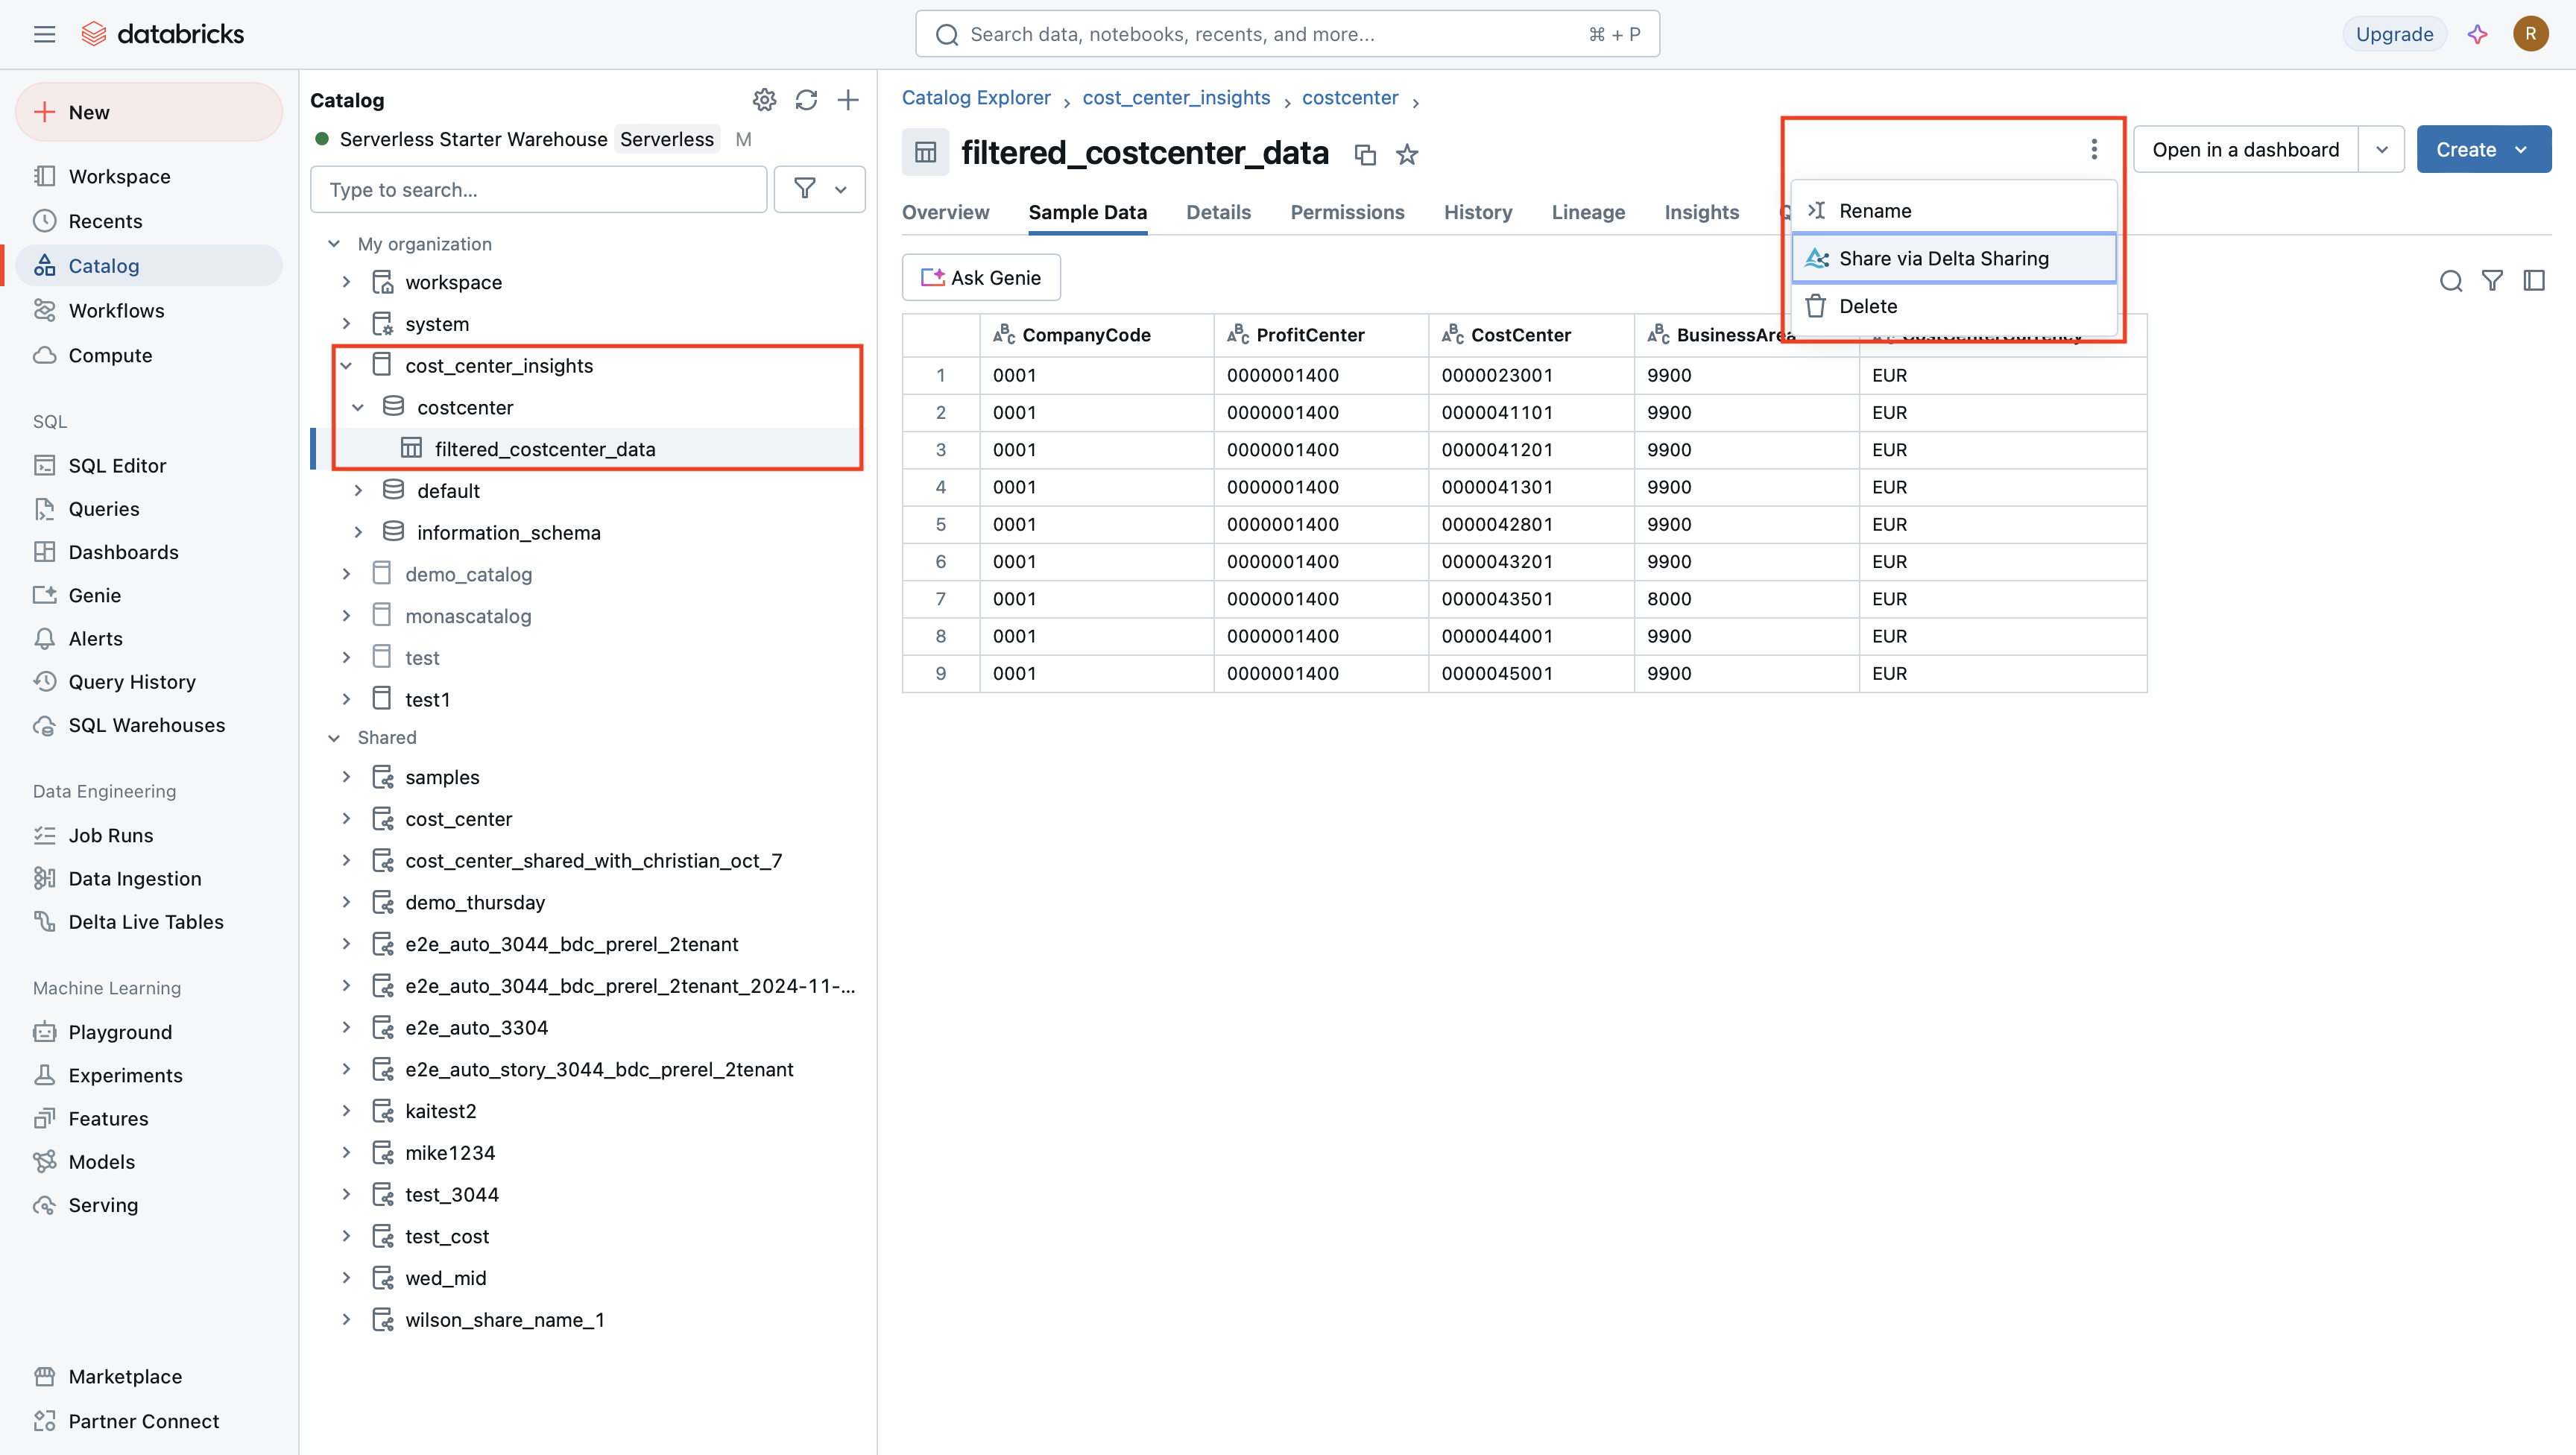 databricks
Search data, notebooks, recents, and more...
⌘ + P
Upgrade
R
New
Workspace
Recents
Catalog
Workflows
Compute
SQL
SQL Editor
Queries
Dashboards
Genie
Alerts
Query History
SQL Warehouses
Data Engineering
Job Runs
Data Ingestion
Delta Live Tables
Machine Learning
Playground
Experiments
Features
Models
Serving
Marketplace
Partner Connect
Catalog
Serverless Starter Warehouse Serverless M
Type to search...
My organization
workspace
system
cost_center_insights
costcenter
filtered_costcenter_data
default
information_schema
demo_catalog
monascatalog
test
test1
Shared
samples
cost_center
cost_center_shared_with_christian_oct_7
demo_thursday
e2e_auto_3044_bdc_prerel_2tenant
e2e_auto_3044_bdc_prerel_2tenant_2024-11-...
e2e_auto_3304
e2e_auto_story_3044_bdc_prerel_2tenant
kaitest2
mike1234
test_3044
test_cost
wed_mid
wilson_share_name_1
Catalog Explorer › cost_center_insights › costcenter ›
filtered_costcenter_data
Open in a dashboard
Create
Overview Sample Data Details Permissions History Lineage Insights
Rename
Share via Delta Sharing
Delete
Ask Genie
CompanyCode ProfitCenter CostCenter BusinessArea CostCenterCurrency
1 0001 0000001400 0000023001 9900 EUR
2 0001 0000001400 0000041101 9900 EUR
3 0001 0000001400 0000041201 9900 EUR
4 0001 0000001400 0000041301 9900 EUR
5 0001 0000001400 0000042801 9900 EUR
6 0001 0000001400 0000043201 9900 EUR
7 0001 0000001400 0000043501 8000 EUR
8 0001 0000001400 0000044001 9900 EUR
9 0001 0000001400 0000045001 9900 EUR